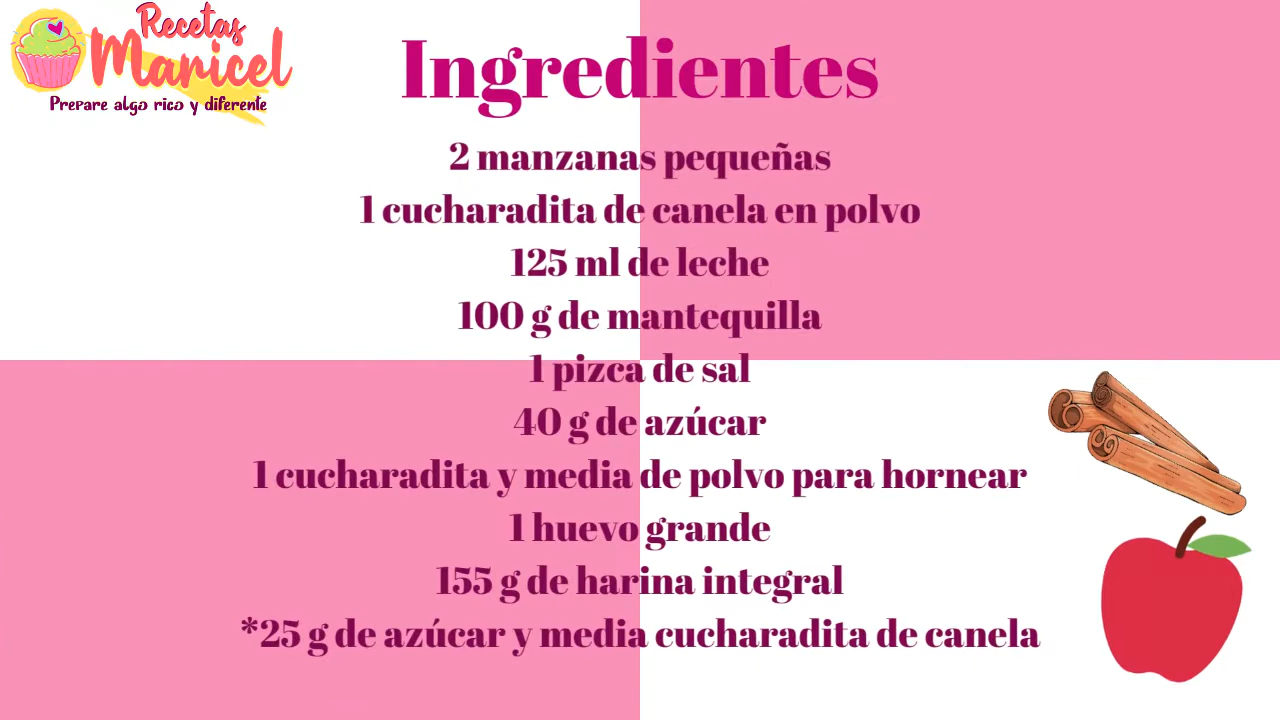 Recetas
Maricel
Prepare algo rico y diferente
Ingredientes
2 manzanas pequeñas
1 cucharadita de canela en polvo
125 ml de leche
100 g de mantequilla
1 pizca de sal
40 g de azúcar
1 cucharadita y media de polvo para hornear
1 huevo grande
155 g de harina integral
*25 g de azúcar y media cucharadita de canela